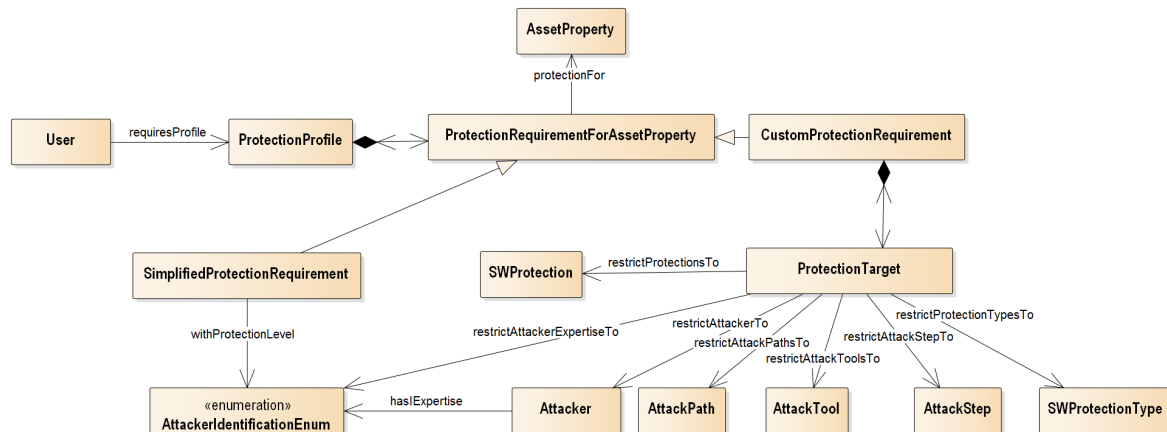 AssetProperty
protectionFor
User
requiresProfile
ProtectionProfile
ProtectionRequirementForAssetProperty
CustomProtectionRequirement
SimplifiedProtectionRequirement
SWProtection
restrictProtectionsTo
ProtectionTarget
withProtectionLevel
restrictAttackerExpertiseTo
restrictAttackerTo
restrictAttackPathsTo
restrictAttackToolsTo
restrictAttackStepTo
restrictProtectionTypesTo
«enumeration»
AttackerIdentificationEnum
hasIExpertise
Attacker
AttackPath
AttackTool
AttackStep
SWProtectionType